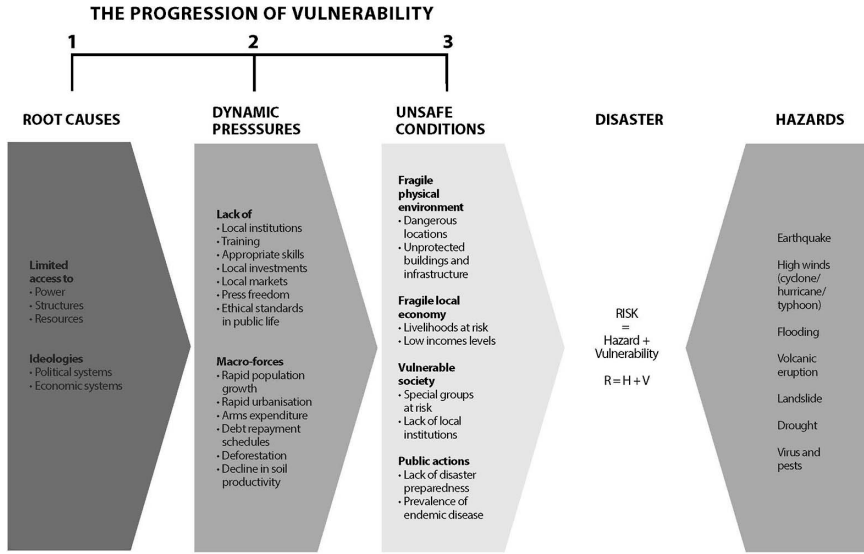 THE PROGRESSION OF VULNERABILITY
1
2
3
ROOT CAUSES
Limited
access to
• Power
• Structures
• Resources
Ideologies
• Political systems
• Economic systems
DYNAMIC
PRESSSURES
Lack of
• Local institutions
• Training
• Appropriate skills
• Local investments
• Local markets
• Press freedom
• Ethical standards
in public life
Macro-forces
• Rapid population
growth
• Rapid urbanisation
• Arms expenditure
• Debt repayment
schedules
• Deforestation
• Decline in soil
productivity
UNSAFE
CONDITIONS
Fragile
physical
environment
• Dangerous
locations
• Unprotected
buildings and
infrastructure
Fragile local
economy
• Livelihoods at risk
• Low incomes levels
Vulnerable
society
• Special groups
at risk
• Lack of local
institutions
Public actions
• Lack of disaster
preparedness
• Prevalence of
endemic disease
DISASTER
RISK
=
Hazard +
Vulnerability
R = H + V
HAZARDS
Earthquake
High winds
(cyclone/
hurricane/
typhoon)
Flooding
Volcanic
eruption
Landslide
Drought
Virus and
pests